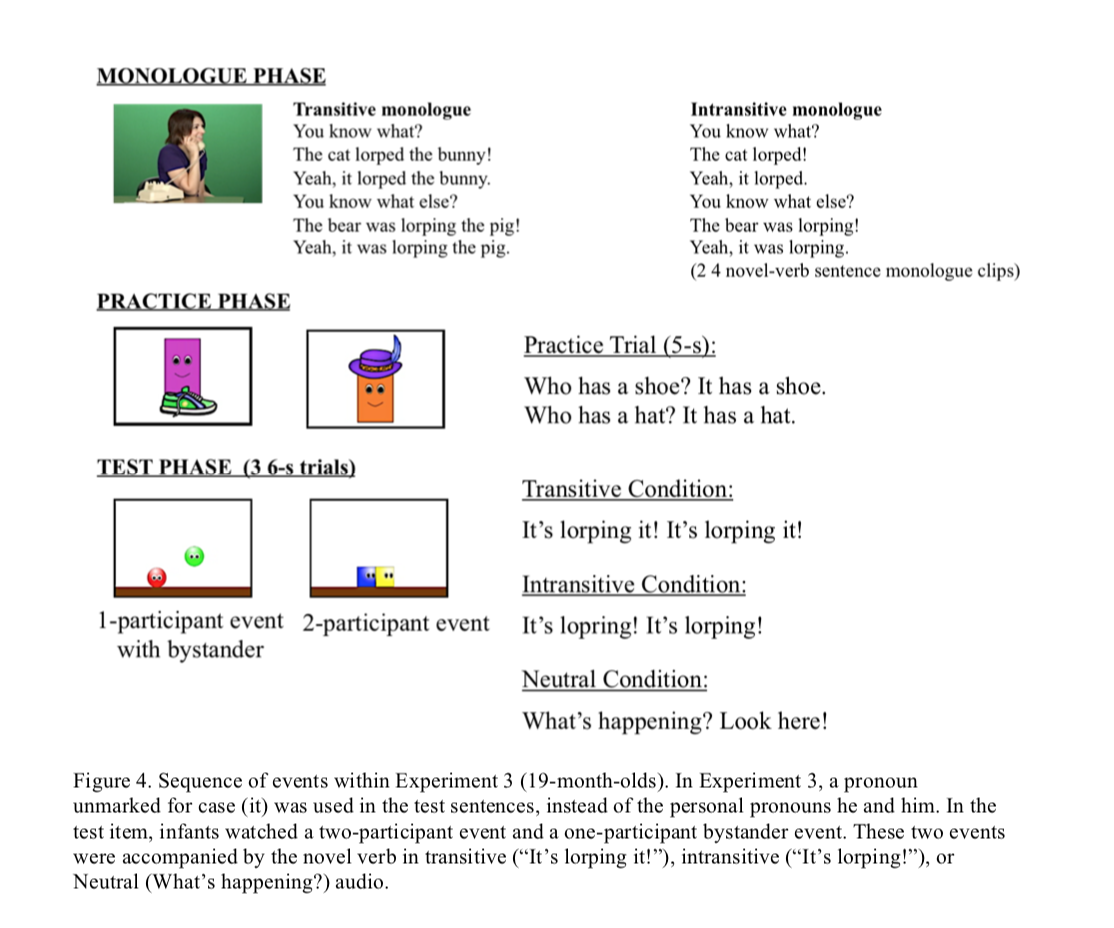 MONOLOGUE PHASE
Transitive monologue
You know what?
The cat lorped the bunny!
Yeah, it lorped the bunny.
You know what else?
The bear was lorping the pig!
Yeah, it was lorping the pig.
Intransitive monologue
You know what?
The cat lorped!
Yeah, it lorped.
You know what else?
The bear was lorping!
Yeah, it was lorping.
(2 4 novel-verb sentence monologue clips)
PRACTICE PHASE
Practice Trial (5-s):
Who has a shoe? It has a shoe.
Who has a hat? It has a hat.
TEST PHASE (3 6-s trials)
1-participant event
with bystander
2-participant event
Transitive Condition:
It's lorping it! It's lorping it!
Intransitive Condition:
It's lopring! It's lorping!
Neutral Condition:
What's happening? Look here!
Figure 4. Sequence of events within Experiment 3 (19-month-olds). In Experiment 3, a pronoun
unmarked for case (it) was used in the test sentences, instead of the personal pronouns he and him. In the
test item, infants watched a two-participant event and a one-participant bystander event. These two events
were accompanied by the novel verb in transitive (“It's lorping it!”), intransitive (“It's lorping!”), or
Neutral (What's happening?) audio.